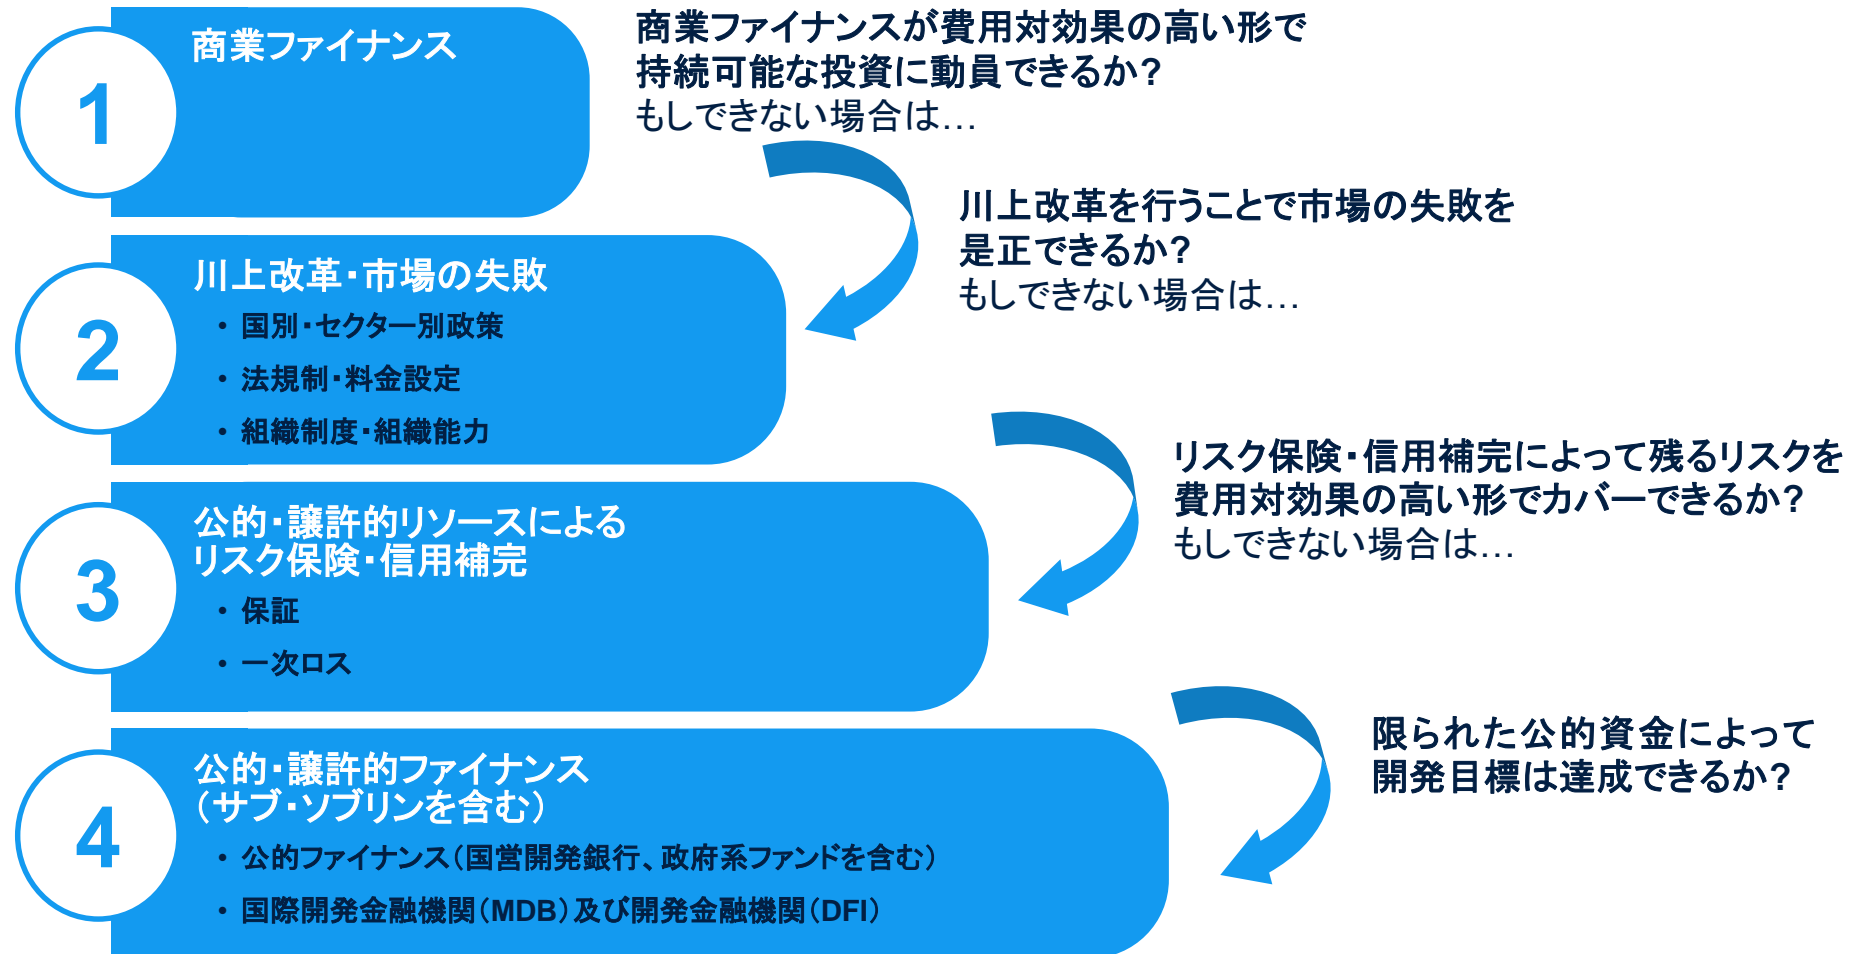 1
商業ファイナンス
商業ファイナンスが費用対効果の高い形で
持続可能な投資に動員できるか?
もしできない場合は…
2
川上改革・市場の失敗
• 国別・セクター別政策
• 法規制・料金設定
• 組織制度・組織能力
川上改革を行うことで市場の失敗を
是正できるか?
もしできない場合は…
3
公的・譲許的リソースによる
リスク保険・信用補完
• 保証
• 一次ロス
リスク保険・信用補完によって残るリスクを
費用対効果の高い形でカバーできるか?
もしできない場合は…
4
公的・譲許的ファイナンス
（サブ・ソブリンを含む）
• 公的ファイナンス（国営開発銀行、政府系ファンドを含む）
• 国際開発金融機関（MDB）及び開発金融機関（DFI）
限られた公的資金によって
開発目標は達成できるか?